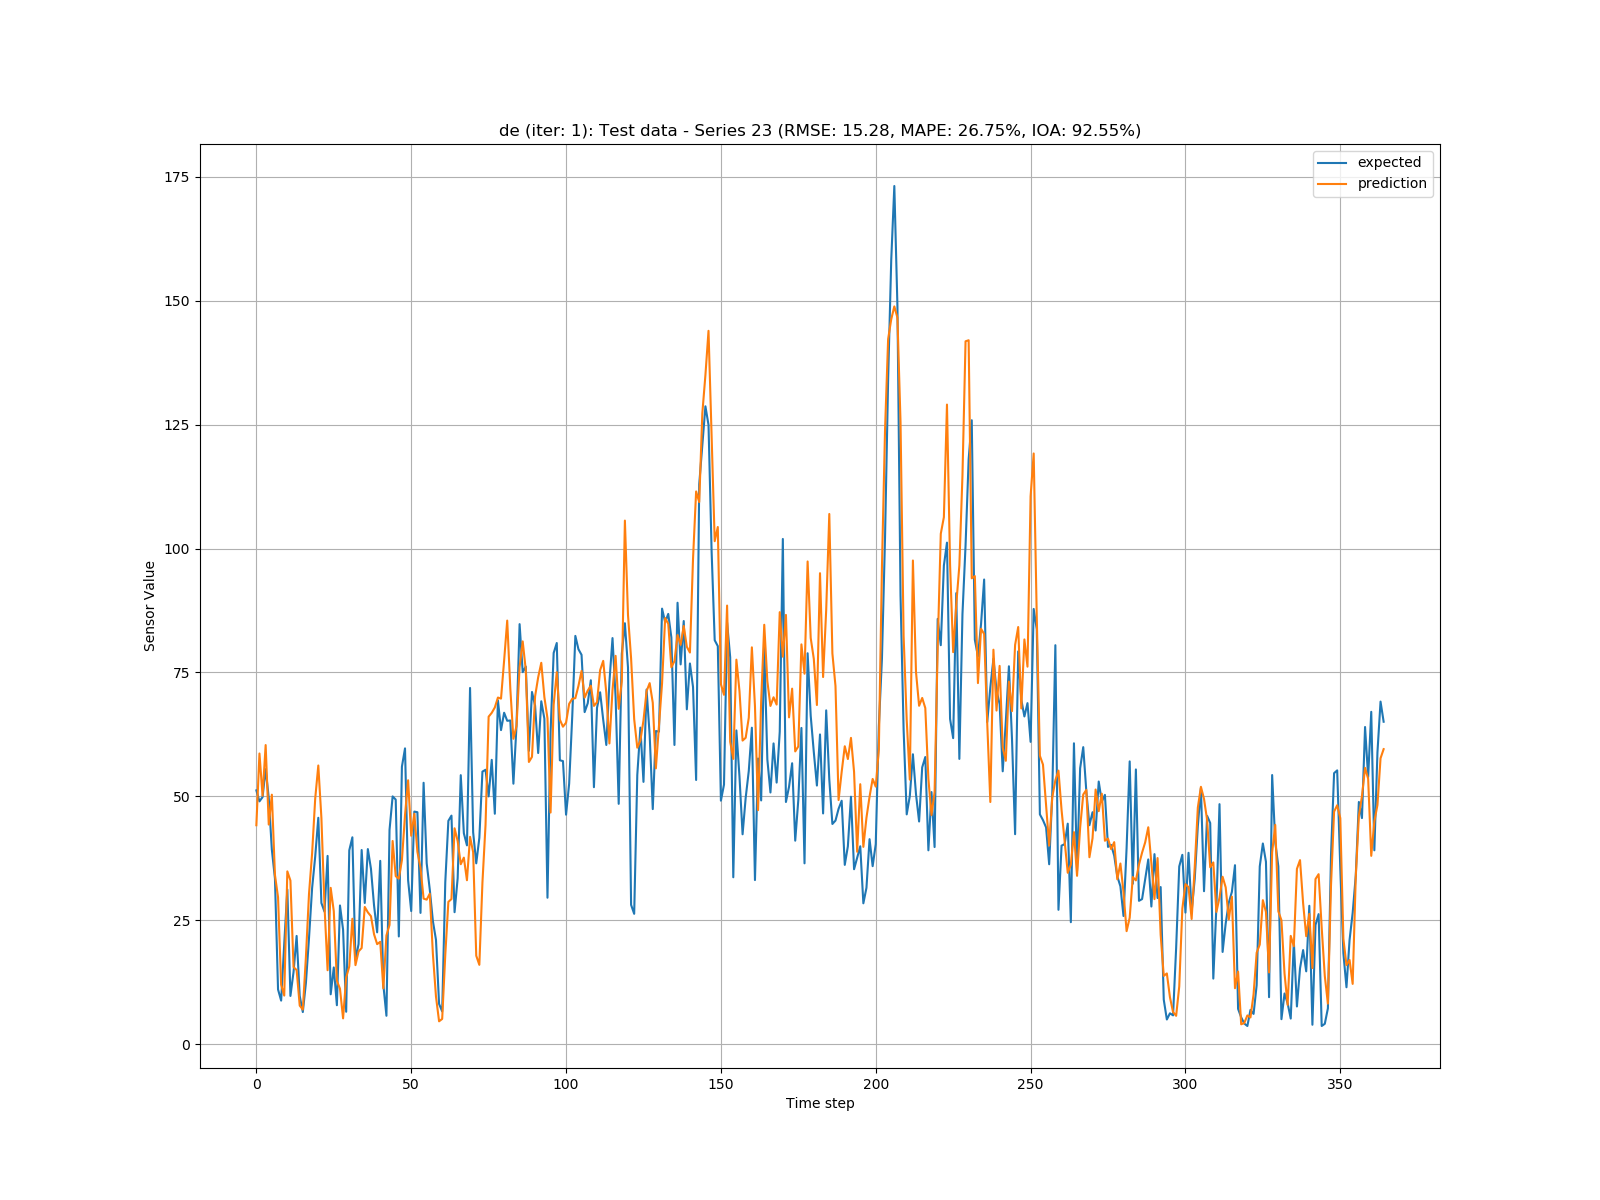 de (iter: 1): Test data - Series 23 (RMSE: 15.28, MAPE: 26.75%, IOA: 92.55%)
expected
prediction
175
150
125
100
75
50
25
0
Sensor Value
0 50 100 150 200 250 300 350
Time step